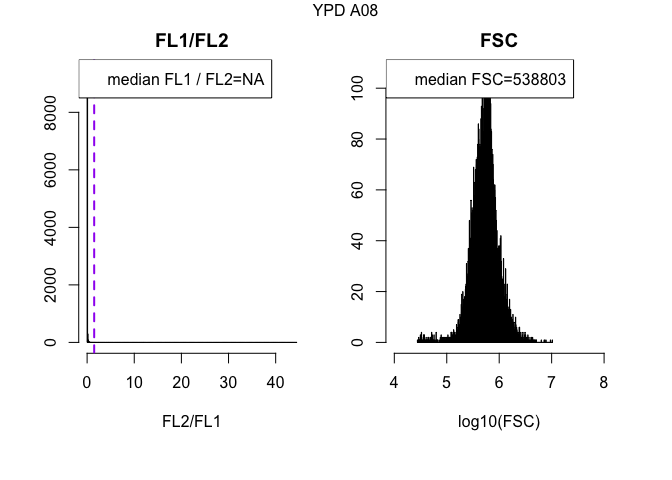 YPD A08
FL1/FL2
median FL1 / FL2=NA
0 2000 4000 6000 8000
0 10 20 30 40
FL2/FL1
FSC
median FSC=538803
0 20 40 60 80 100
4 5 6 7 8
log10(FSC)